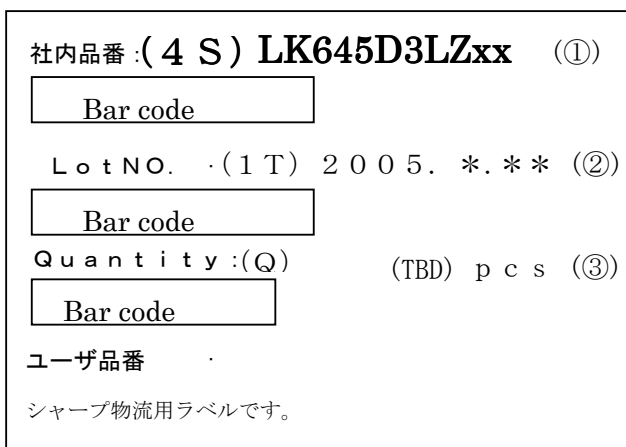 社内品番:(４Ｓ) LK645D3LZxx (①)
Bar code
ＬｏｔNO. ・(１Ｔ) ２００５．＊.＊＊ (②)
Bar code
Ｑｕａｎｔｉｔｙ:(Ｑ) (TBD) ｐｃｓ (③)
Bar code
ユーザ品番 ・
シャープ物流用ラベルです。